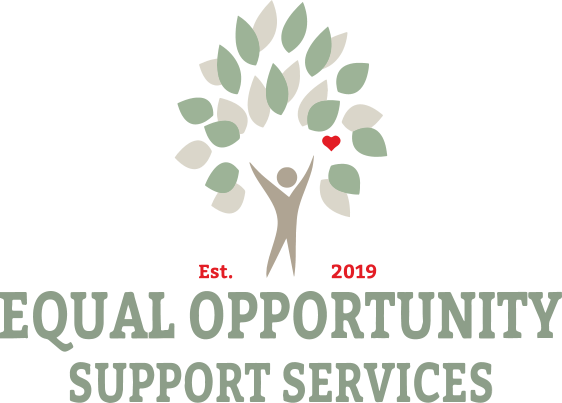 Est. 2019
EQUAL OPPORTUNITY
SUPPORT SERVICES